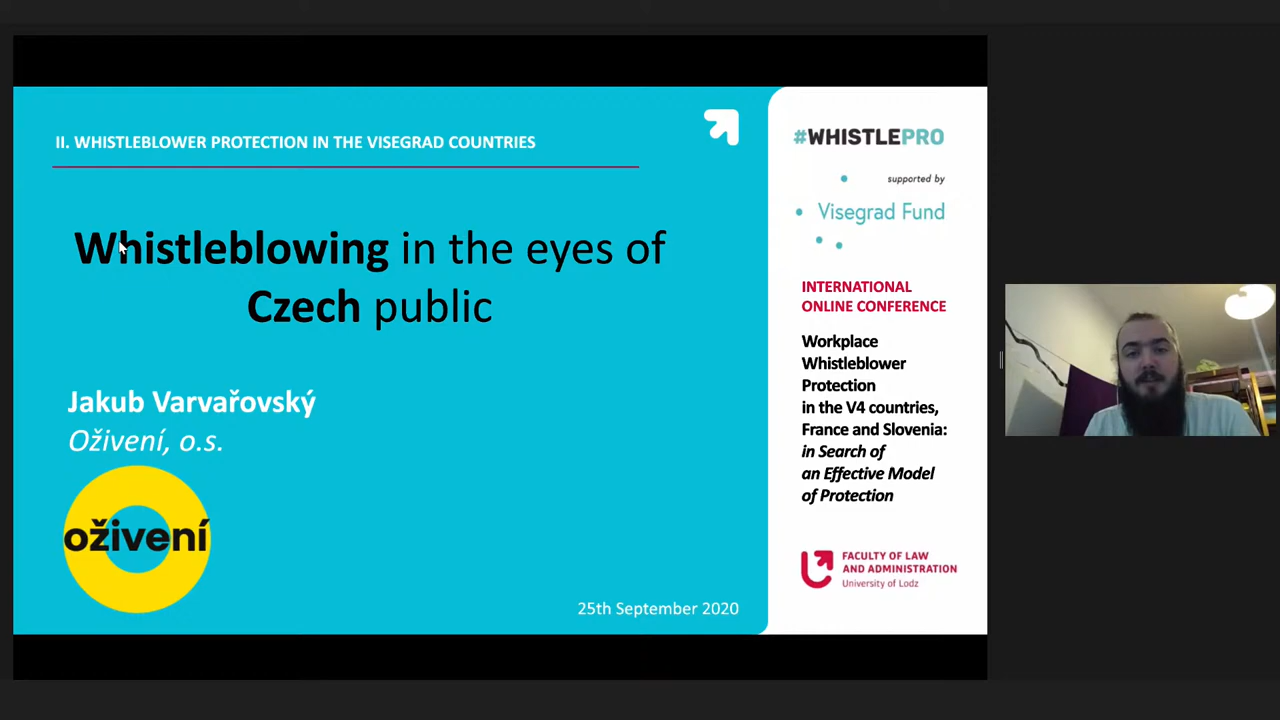 II. WHISTLEBLOWER PROTECTION IN THE VISEGRAD COUNTRIES
Whistleblowing in the eyes of
Czech public
Jakub Varvařovský
Oživení, o.s.
oživení
25th September 2020
#WHISTLEPRO
supported by
Visegrad Fund
INTERNATIONAL
ONLINE CONFERENCE
Workplace
Whistleblower
Protection
in the V4 countries,
France and Slovenia:
in Search of
an Effective Model
of Protection
FACULTY OF LAW
AND ADMINISTRATION
University of Lodz